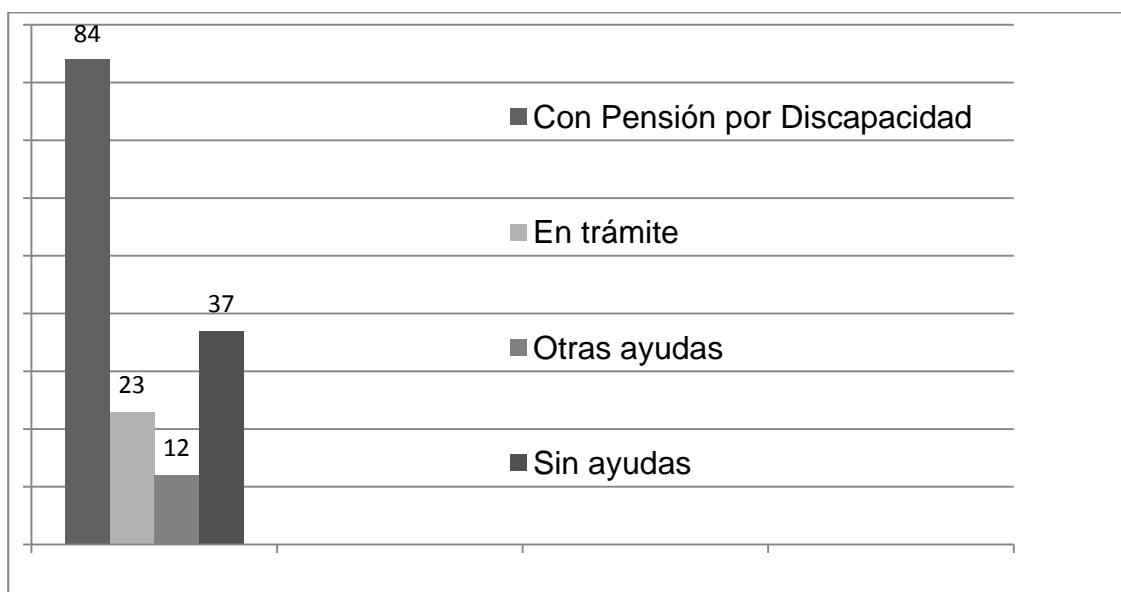 84
Con Pensión por Discapacidad
En trámite
37
Otras ayudas
23
12
Sin ayudas